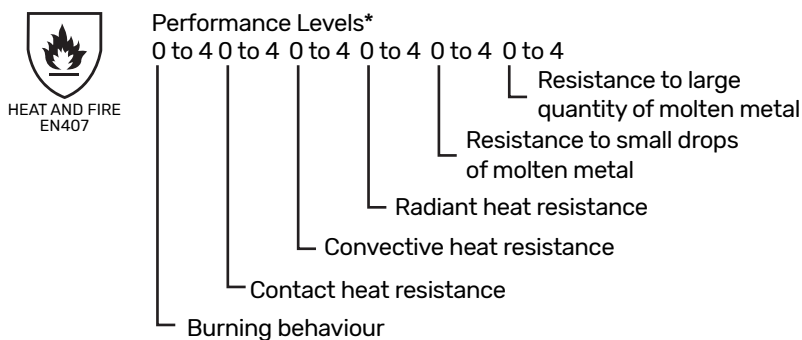 Performance Levels*
0 to 4 0 to 4 0 to 4 0 to 4 0 to 4 0 to 4
HEAT AND FIRE
EN407
Resistance to large
quantity of molten metal
Resistance to small drops
of molten metal
Radiant heat resistance
Convective heat resistance
Contact heat resistance
Burning behaviour